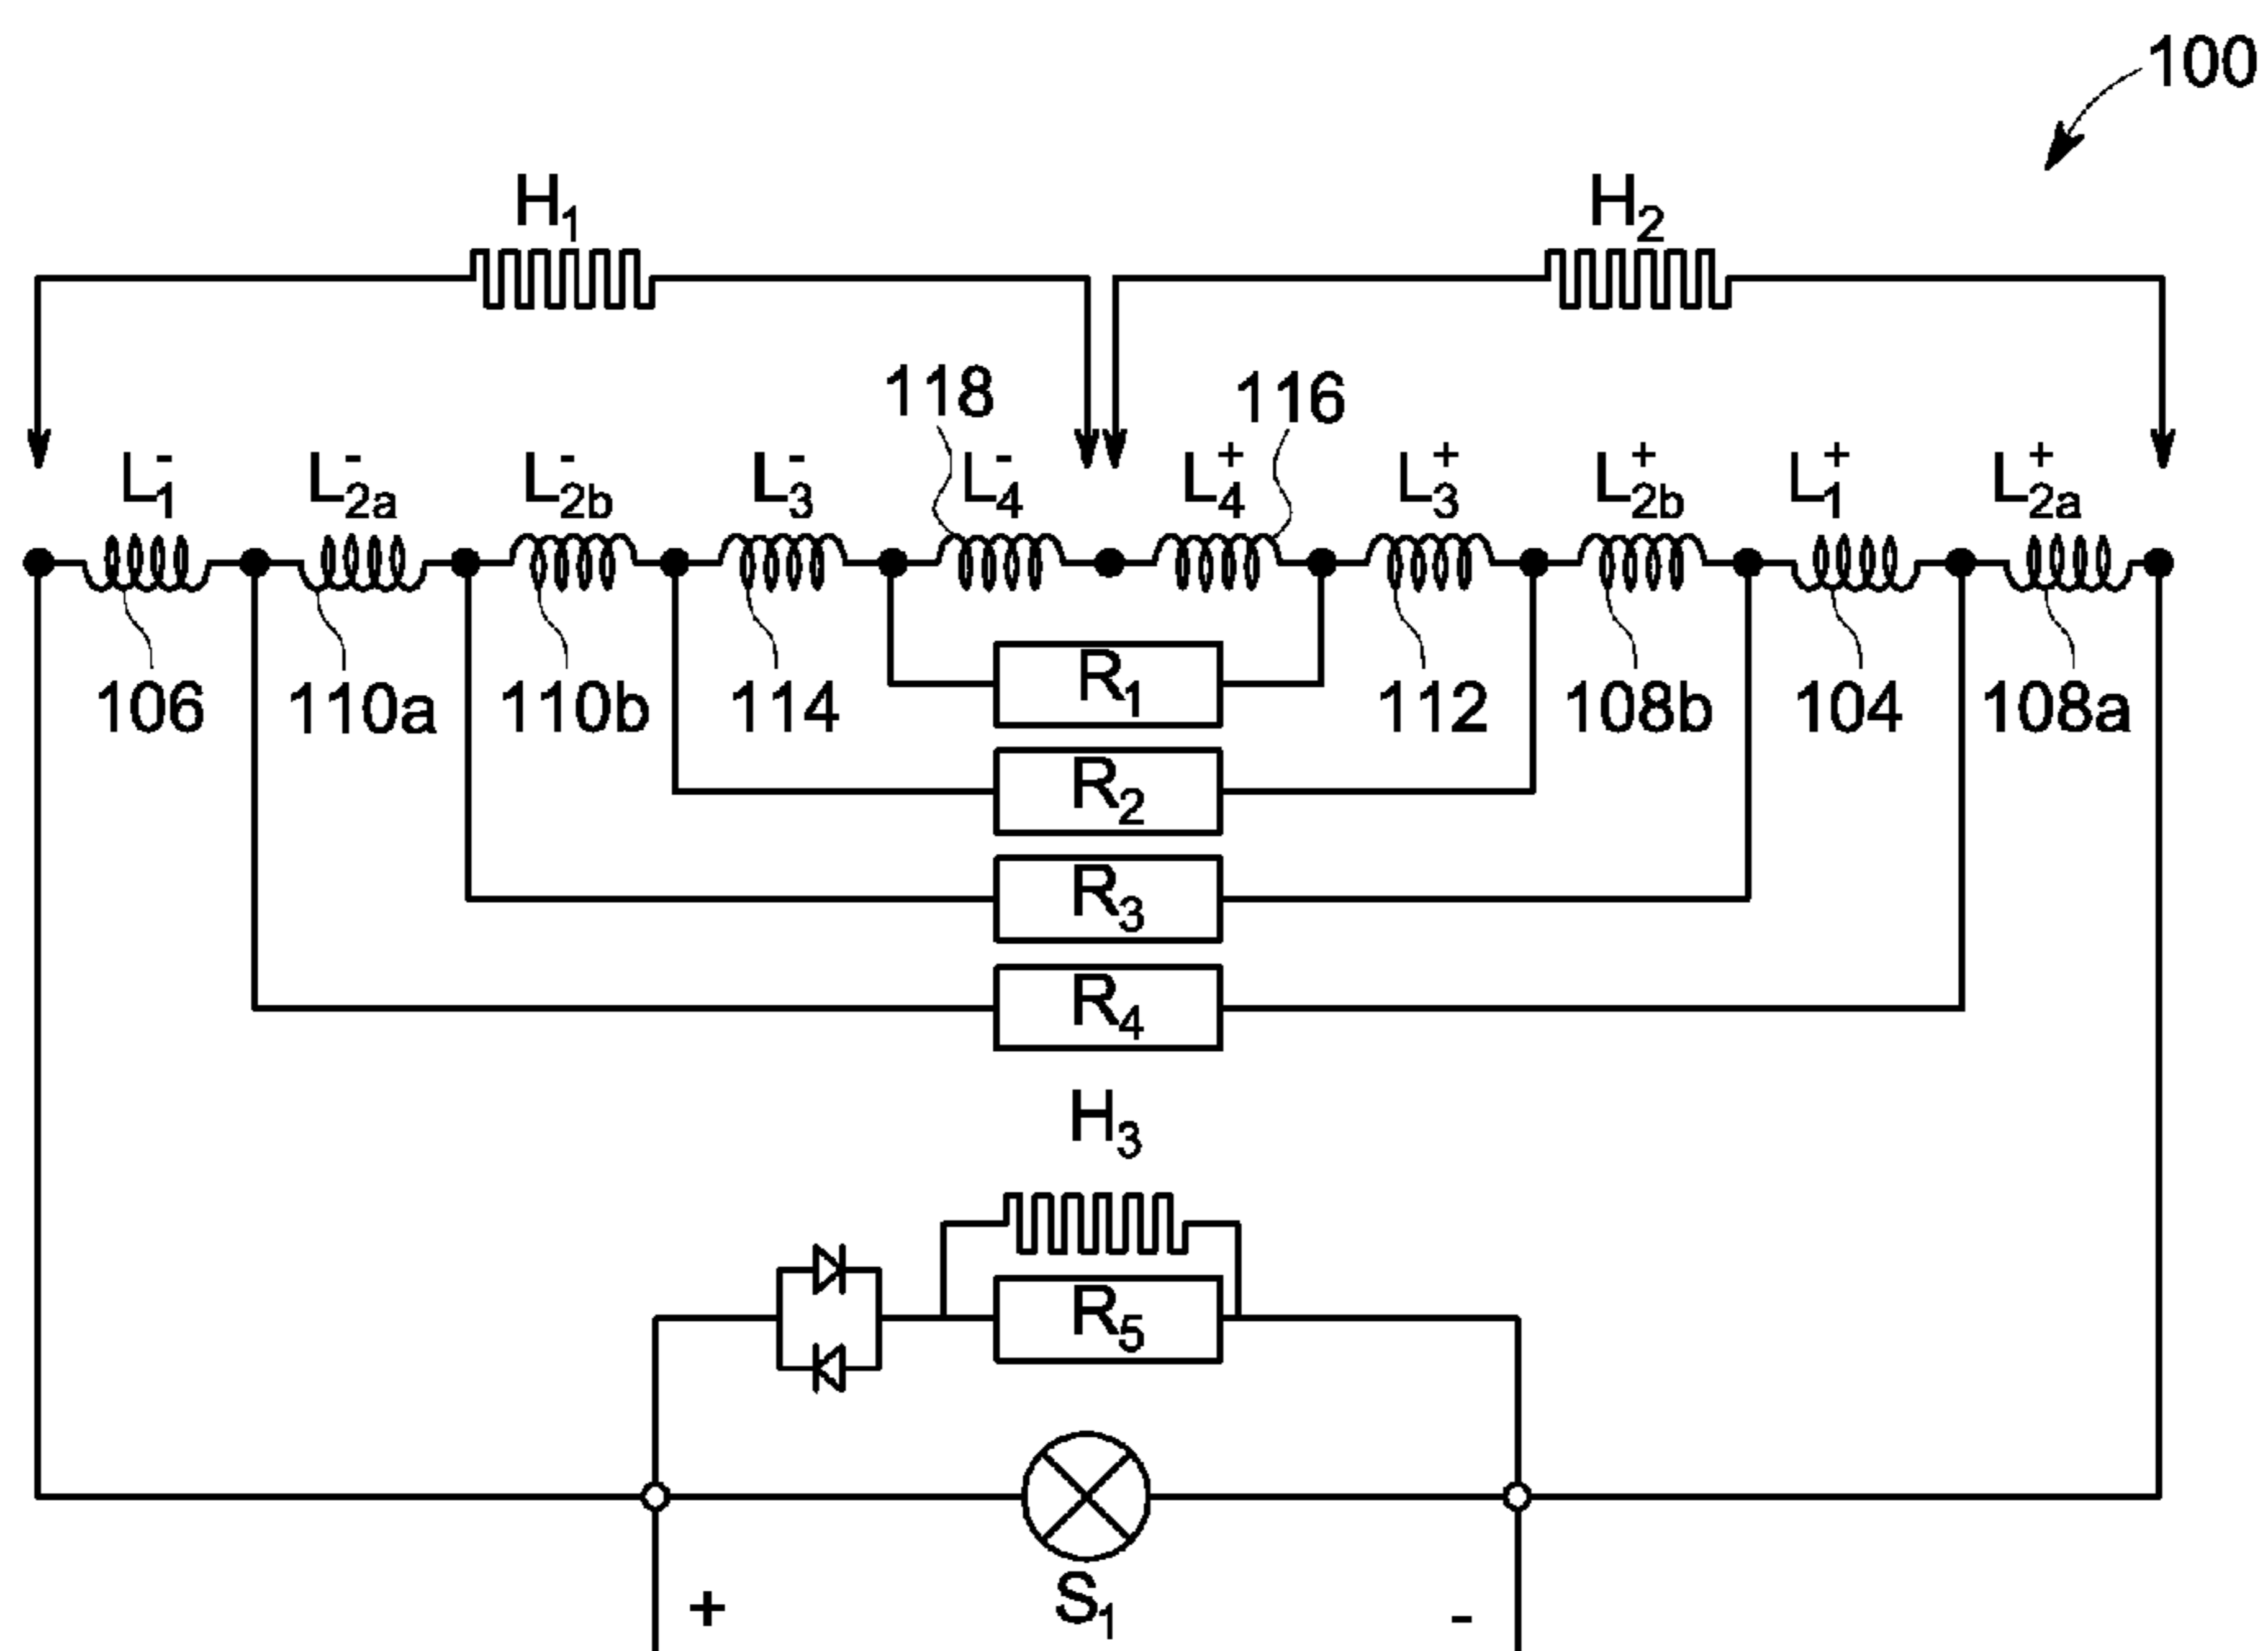 100
H1
H2
118
116
L1-
L2a-
L2b-
L3-
L4-
L4+
L3+
L2b+
L1+
L2a+
106
110a
110b
114
R1
112
108b
104
108a
R2
R3
R4
H3
R5
+
S1
-